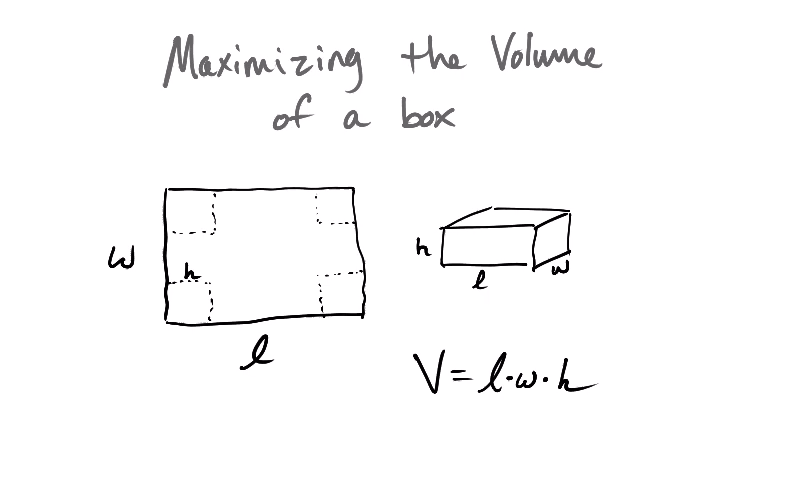 Maximizing the Volume
of a box
w
h
l
h
l
w
V = l·w·h